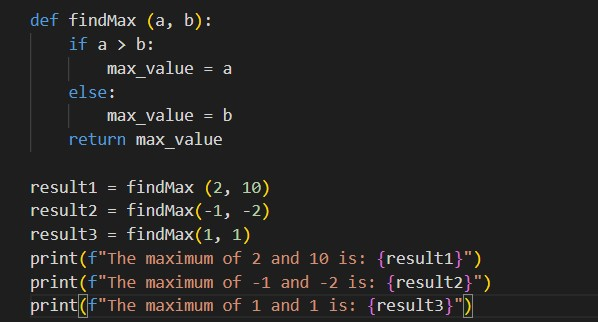 def findMax (a, b):
    if a > b:
        max_value = a
    else:
        max_value = b
    return max_value

result1 = findMax (2, 10)
result2 = findMax(-1, -2)
result3 = findMax(1, 1)
print(f"The maximum of 2 and 10 is: {result1}")
print(f"The maximum of -1 and -2 is: {result2}")
print(f"The maximum of 1 and 1 is: {result3}")